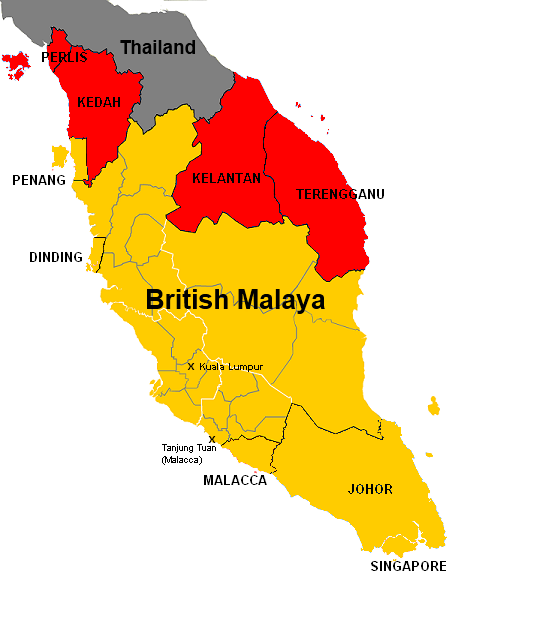 Thailand
PERLIS
KEDAH
PENANG
KELANTAN
TERENGGANU
DINDING
British Malaya
X Kuala Lumpur
X
Tanjung Tuan
(Malacca)
MALACCA
JOHOR
SINGAPORE